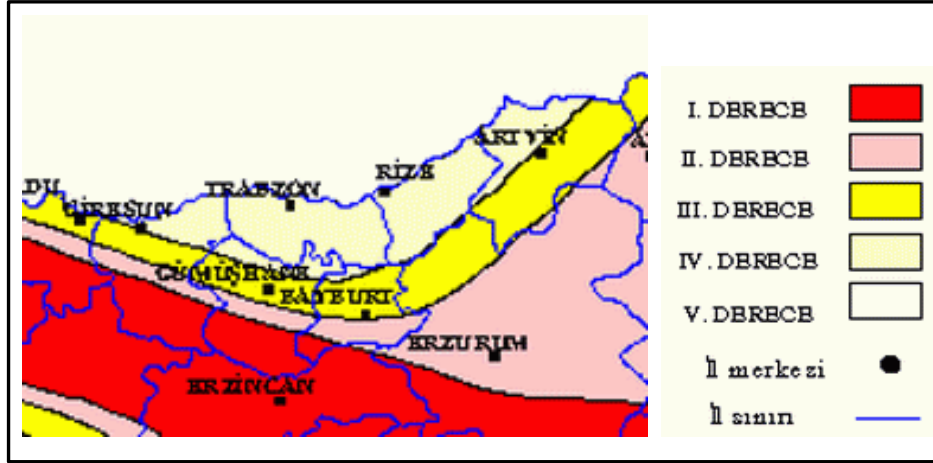 ARTVİN
RİZE
TRABZON
DU
GİRESUN
GÜMÜŞHANE
BAYBURT
ERZURUM
ERZİNCAN
I. DERECE
II. DERECE
III. DERECE
IV. DERECE
V. DERECE
İl merkezi
İl sınırı